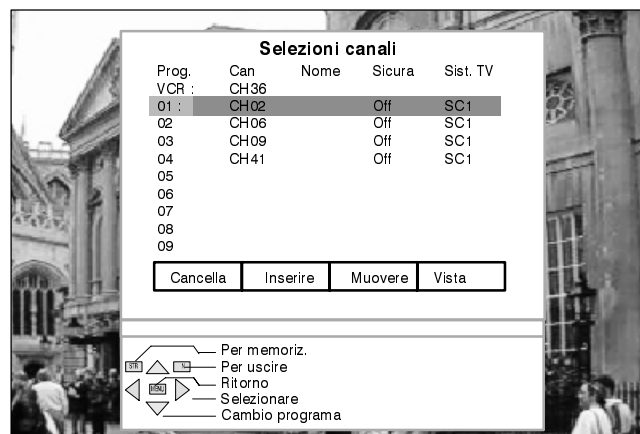 Selezioni canali
Prog. Can Nome Sicura Sist. TV
VCR : CH36
01 : CH02 Off SC1
02 CH06 Off SC1
03 CH09 Off SC1
04 CH41 Off SC1
05
06
07
08
09
Cancella Inserire Muovere Vista
Per memoriz.
STR Per uscire
Ritorno
MENU
Selezionare
Cambio programa